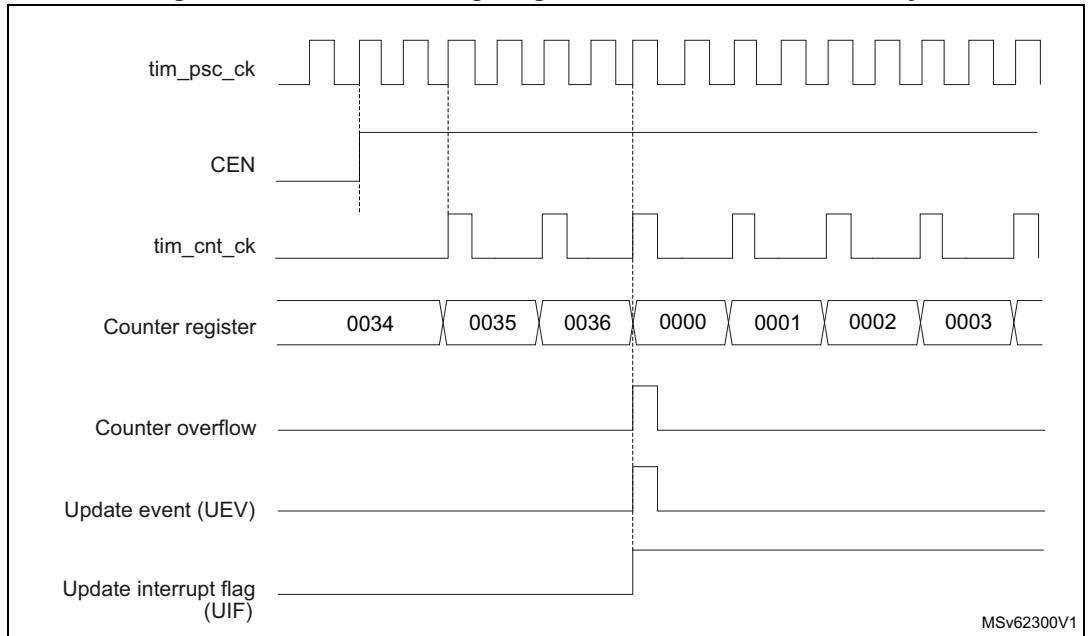 tim_psc_ck
CEN
tim_cnt_ck
Counter register 0034 0035 0036 0000 0001 0002 0003
Counter overflow
Update event (UEV)
Update interrupt flag
(UIF)
MSv62300V1